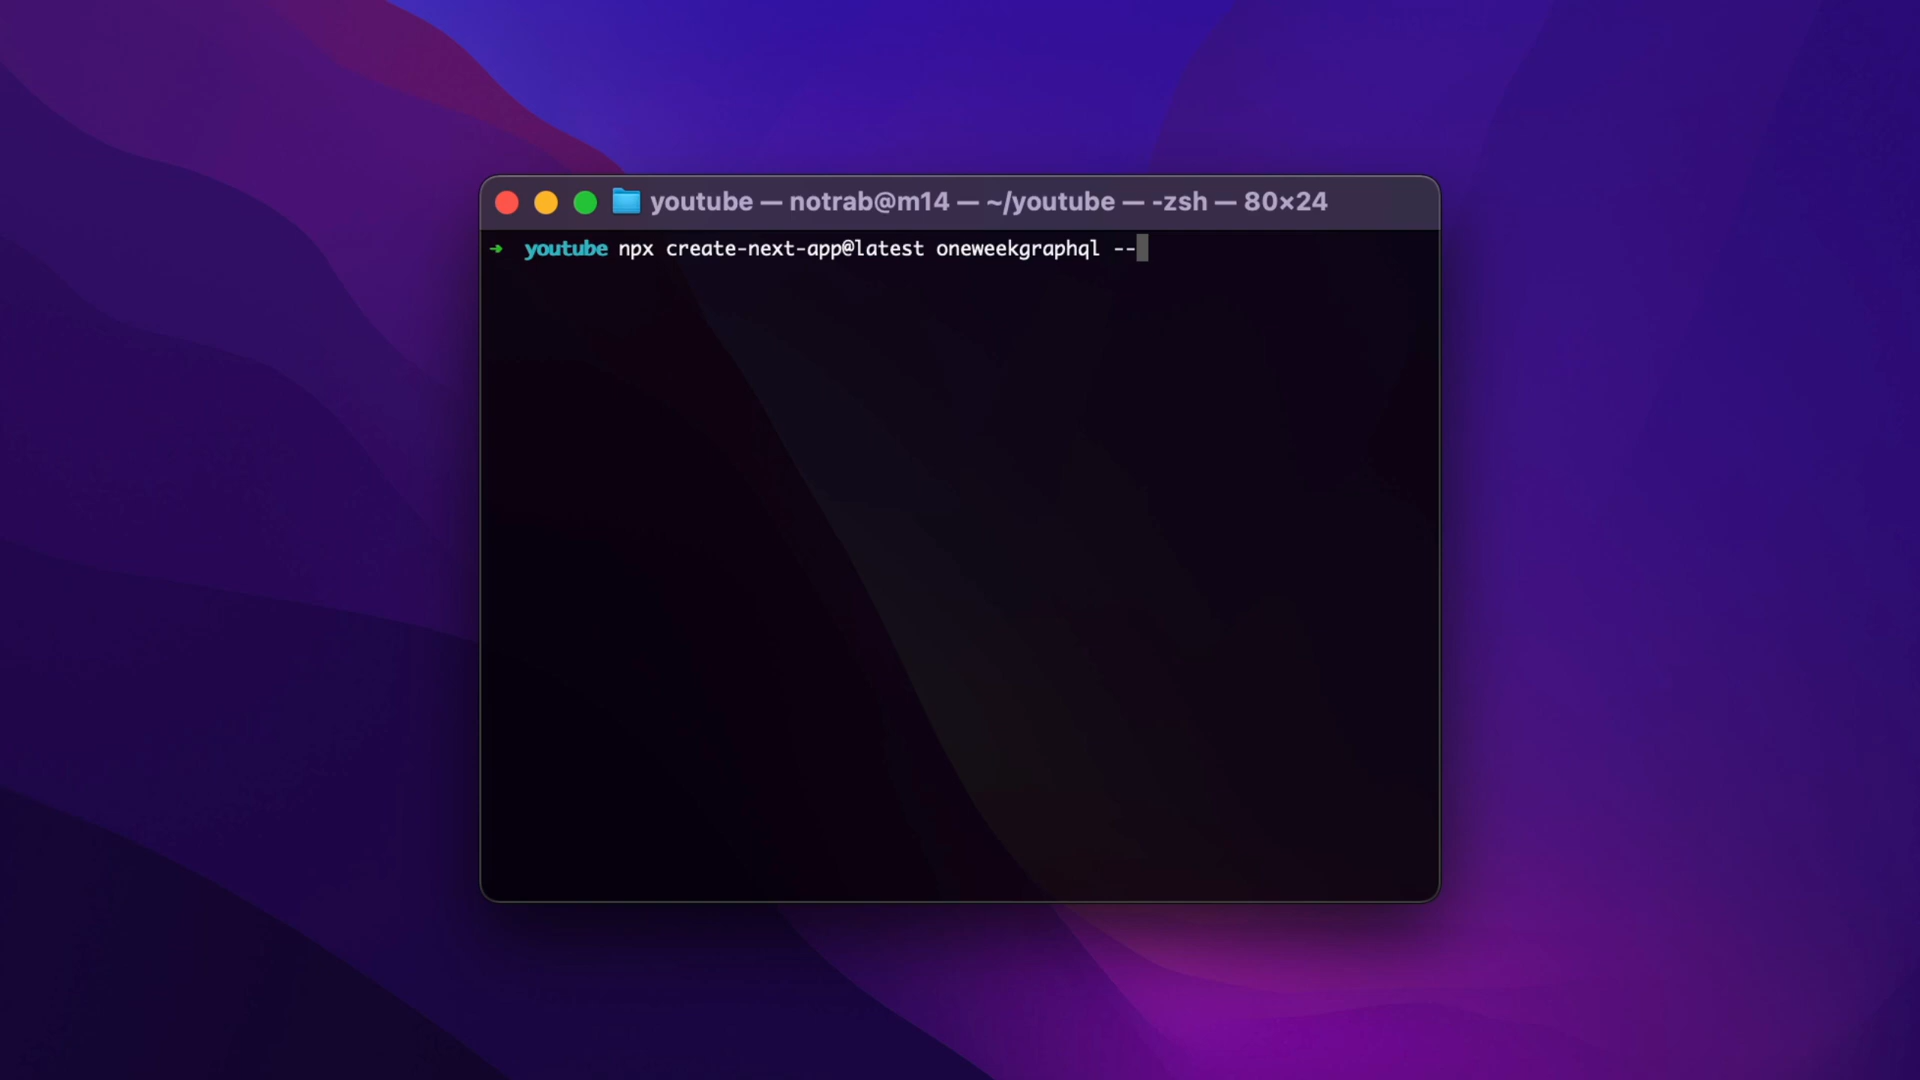 youtube — notrab@m14 — ~/youtube — -zsh — 80×24
➜ youtube npx create-next-app@latest oneweekgraphql --